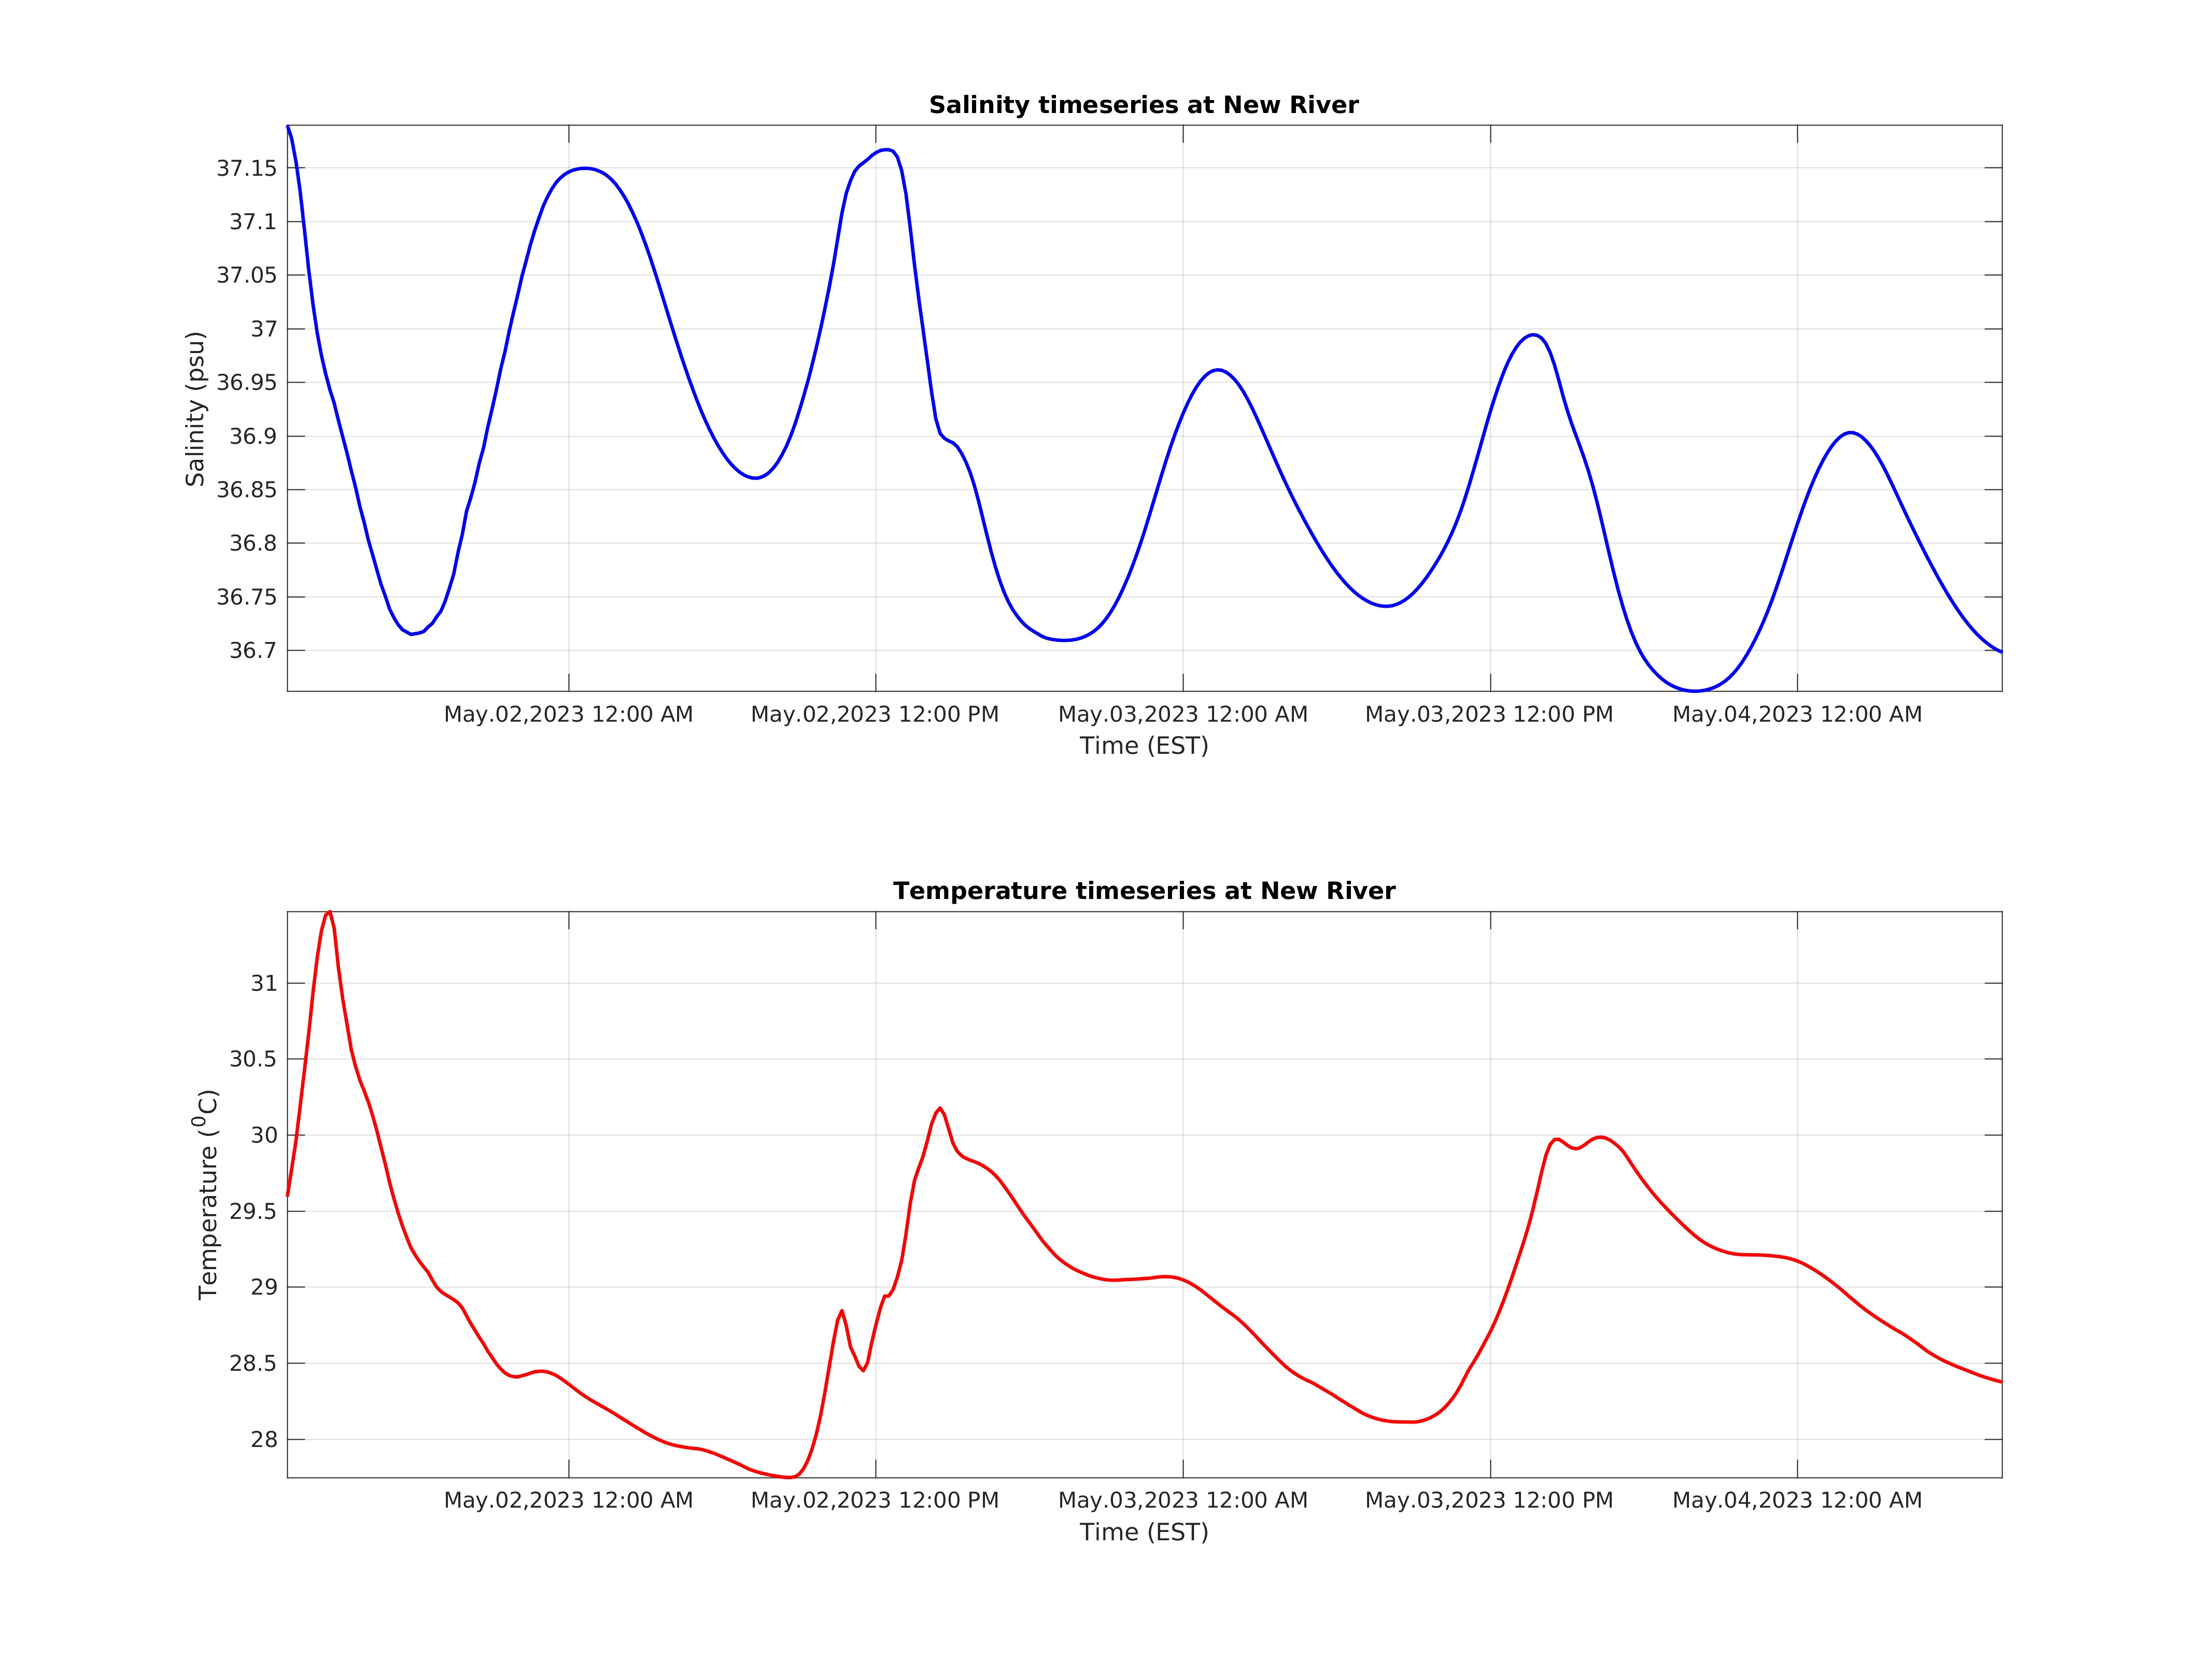 Salinity timeseries at New River
Salinity (psu)
37.15
37.1
37.05
37
36.95
36.9
36.85
36.8
36.75
36.7
May.02,2023 12:00 AM
May.02,2023 12:00 PM
May.03,2023 12:00 AM
May.03,2023 12:00 PM
May.04,2023 12:00 AM
Time (EST)
Temperature timeseries at New River
Temperature (⁰C)
31
30.5
30
29.5
29
28.5
28
May.02,2023 12:00 AM
May.02,2023 12:00 PM
May.03,2023 12:00 AM
May.03,2023 12:00 PM
May.04,2023 12:00 AM
Time (EST)